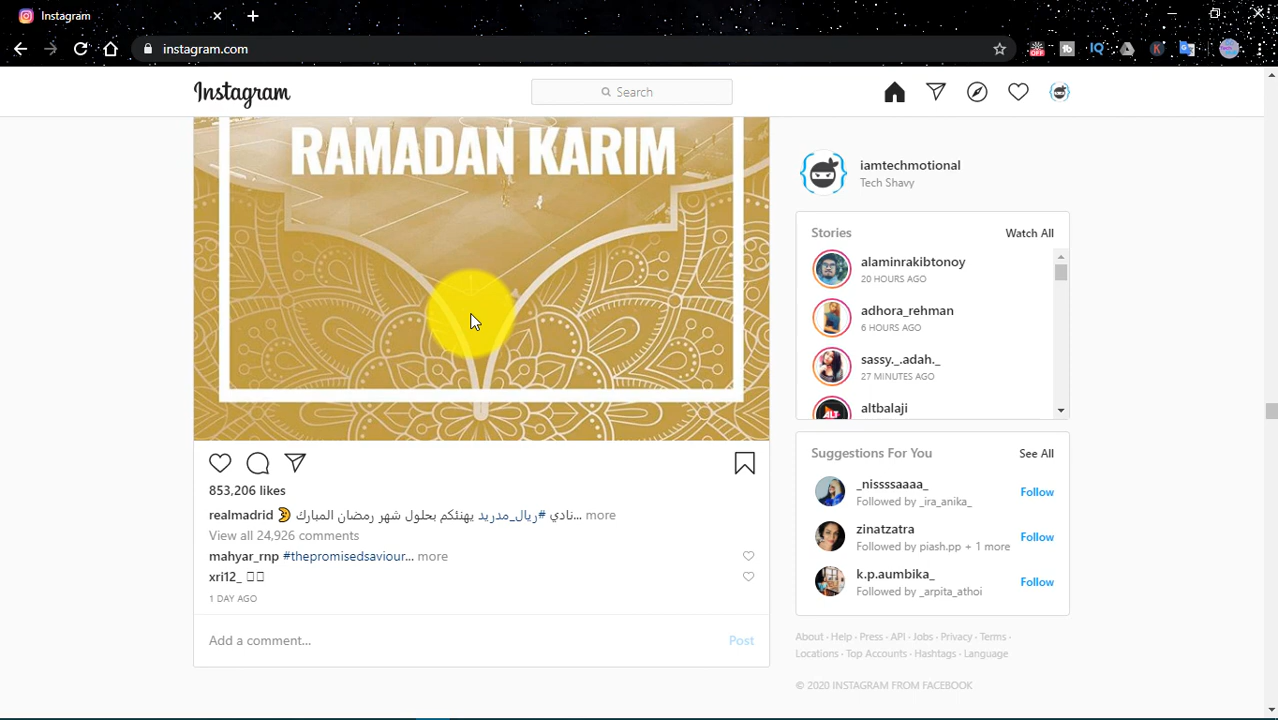 Instagram
instagram.com
OFF
IQ
K
Instagram
Search
RAMADAN KARIM
iamtechmotional
Tech Shavy
Stories
Watch All
alaminrakibtonoy
20 HOURS AGO
adhora_rehman
6 HOURS AGO
sassy._.adah._
27 MINUTES AGO
ALT
altbalaji
Suggestions For You
See All
_nissssaaaa_
Followed by _ira_anika_
Follow
zinatzatra
Followed by piash.pp + 1 more
Follow
k.p.aumbika_
Followed by _arpita_athoi
Follow
853,206 likes
realmadrid 🌛 نادي #ريال_مدريد يهنئكم بحلول شهر رمضان المبارك... more
View all 24,926 comments
mahyar_rnp #thepromisedsaviour... more
xri12_
1 DAY AGO
Add a comment...
Post
About · Help · Press · API · Jobs · Privacy · Terms ·
Locations · Top Accounts · Hashtags · Language
© 2020 INSTAGRAM FROM FACEBOOK